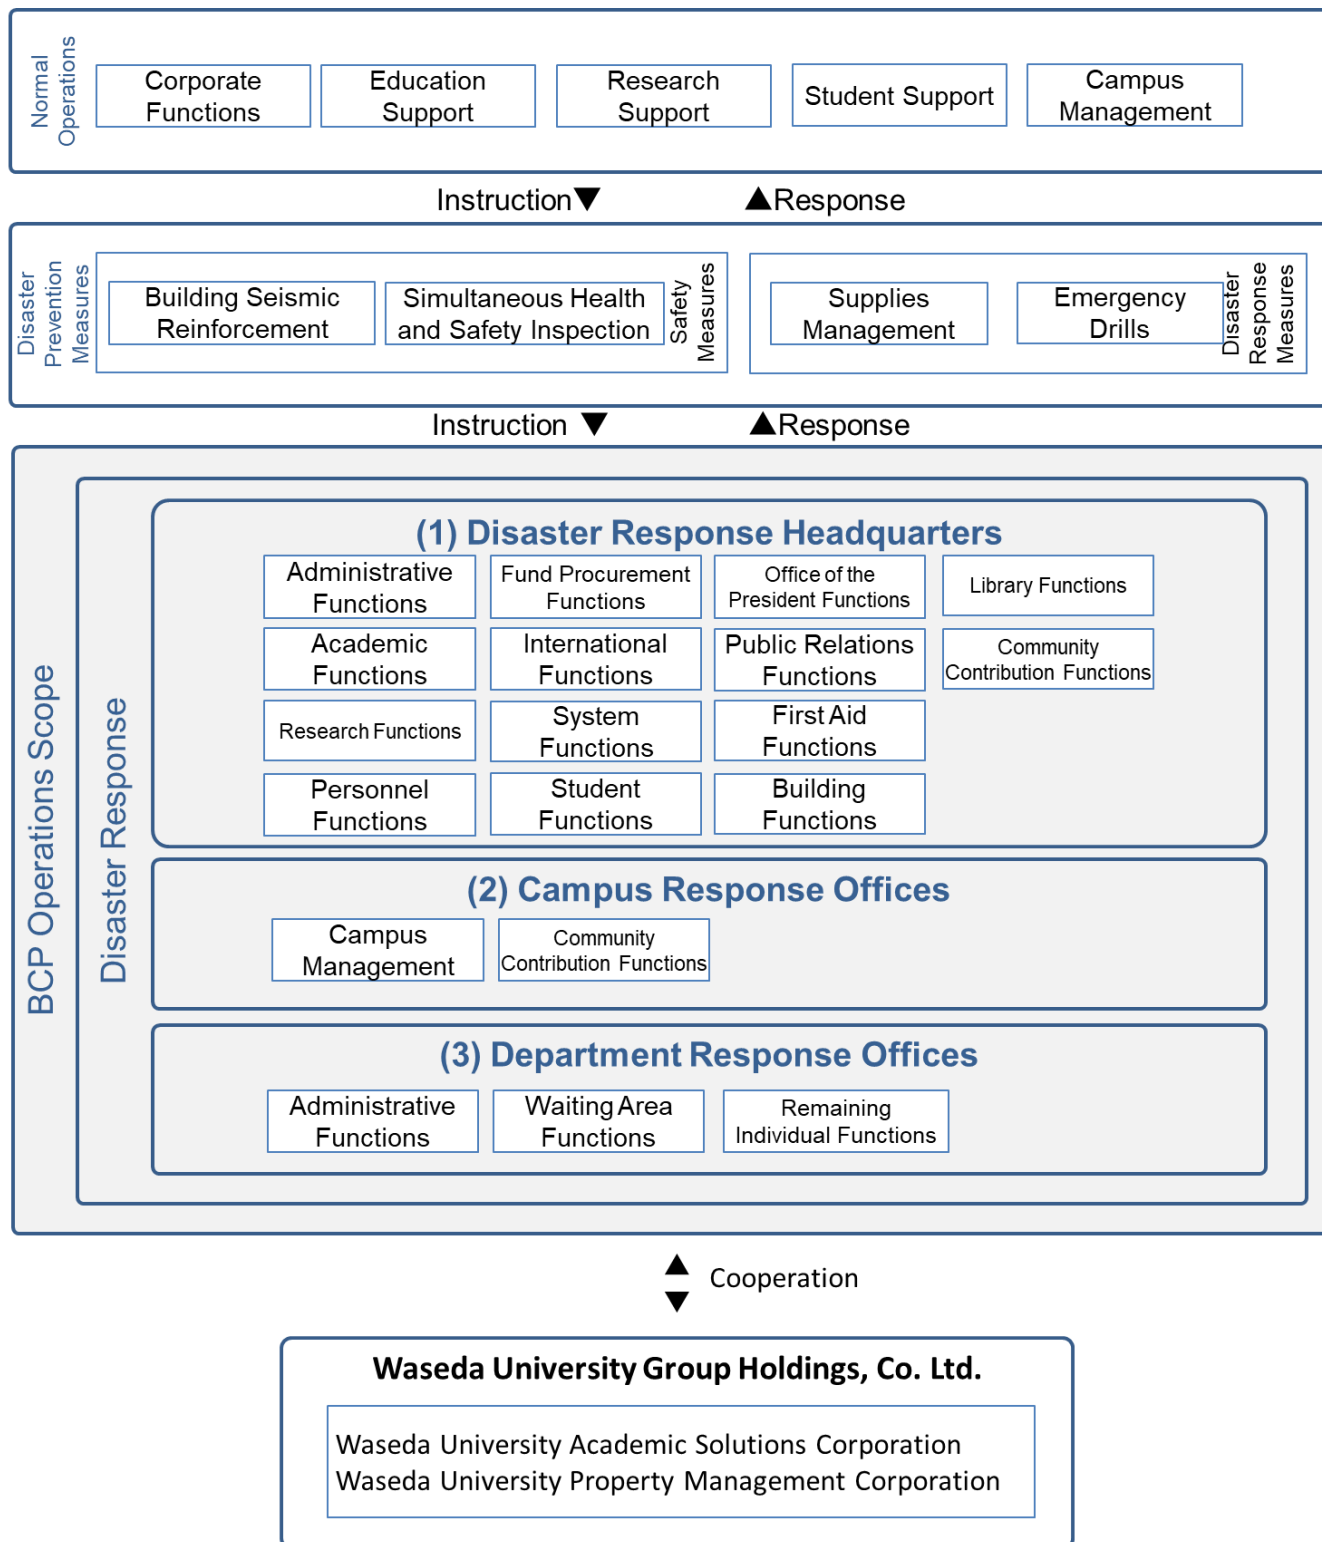 Normal
Operations
Corporate
Functions
Education
Support
Research
Support
Student Support
Campus
Management
Instruction▼
▲Response
Disaster
Prevention
Measures
Building Seismic
Reinforcement
Simultaneous Health
and Safety Inspection
Safety
Measures
Supplies
Management
Emergency
Drills
Disaster
Response
Measures
Instruction ▼
▲Response
BCP Operations Scope
Disaster Response
(1) Disaster Response Headquarters
Administrative
Functions
Fund Procurement
Functions
Office of the
President Functions
Library Functions
Academic
Functions
International
Functions
Public Relations
Functions
Community
Contribution Functions
Research Functions
System
Functions
First Aid
Functions
Personnel
Functions
Student
Functions
Building
Functions
(2) Campus Response Offices
Campus
Management
Community
Contribution Functions
(3) Department Response Offices
Administrative
Functions
Waiting Area
Functions
Remaining
Individual Functions
▲
▼
Cooperation
Waseda University Group Holdings, Co. Ltd.
Waseda University Academic Solutions Corporation
Waseda University Property Management Corporation